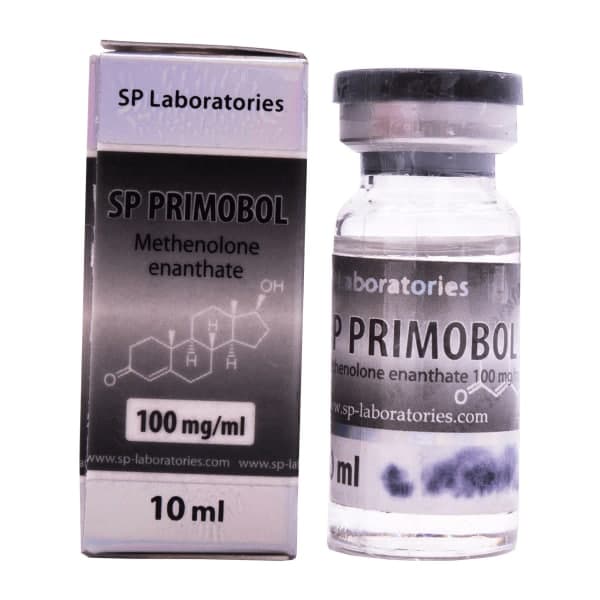 SP Laboratories
SP PRIMOBOL
Methenolone
enanthate
OH
H
H H
O
100 mg/ml
www.sp-laboratories.com www.sp-l
10 ml
Laboratories
P PRIMOBOL
thenolone enanthate 100 mg/
O
www.sp-laboratories.com
0 ml